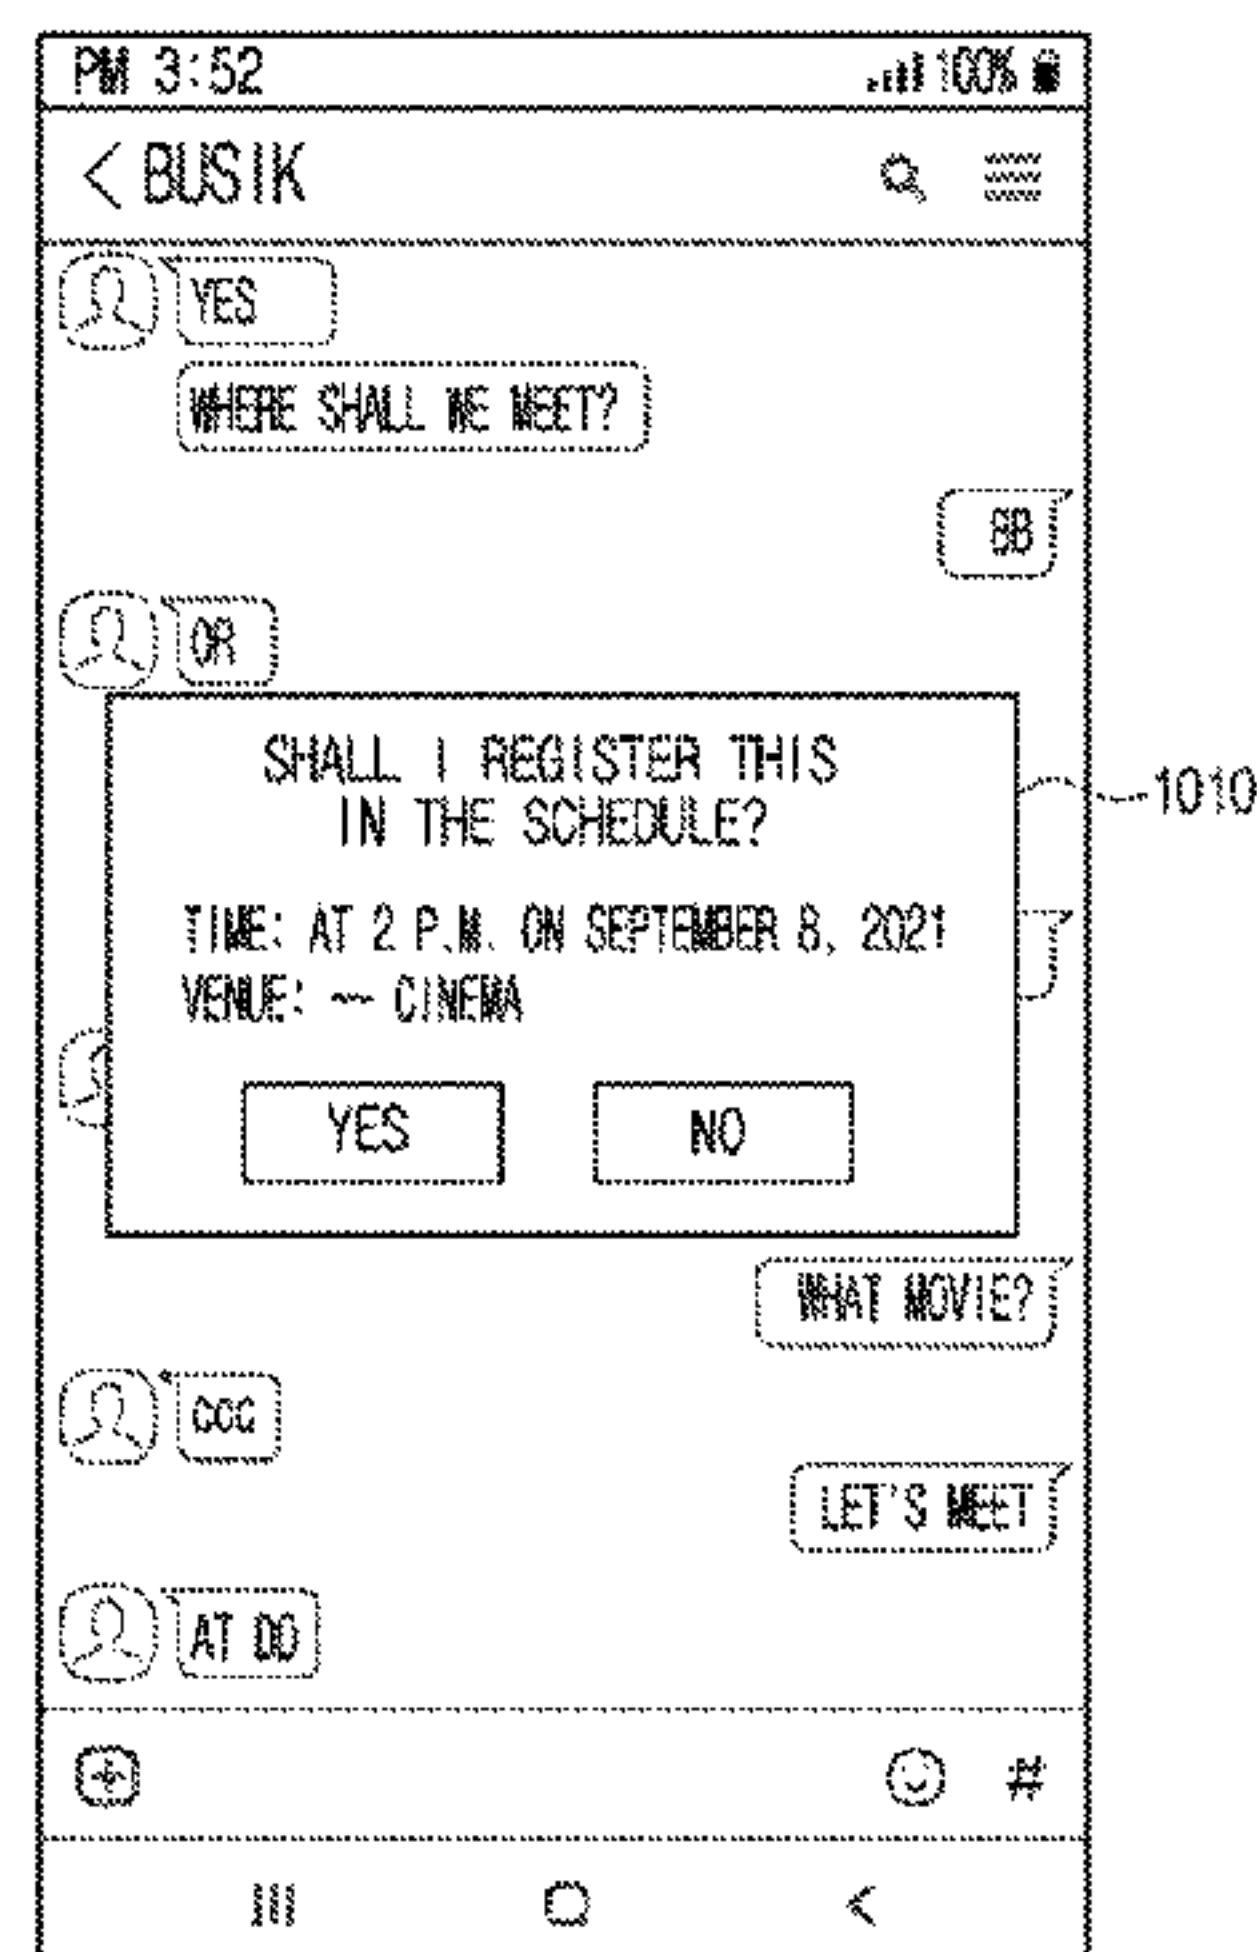 PM 3:52 100%
< BUSIK
YES
WHERE SHALL WE MEET?
BB
OR
SHALL I REGISTER THIS
IN THE SCHEDULE?
1010
TIME: AT 2 P.M. ON SEPTEMBER 8, 2021
VENUE: ~~ CINEMA
YES NO
WHAT MOVIE?
CCC
LET'S MEET
AT DD
#